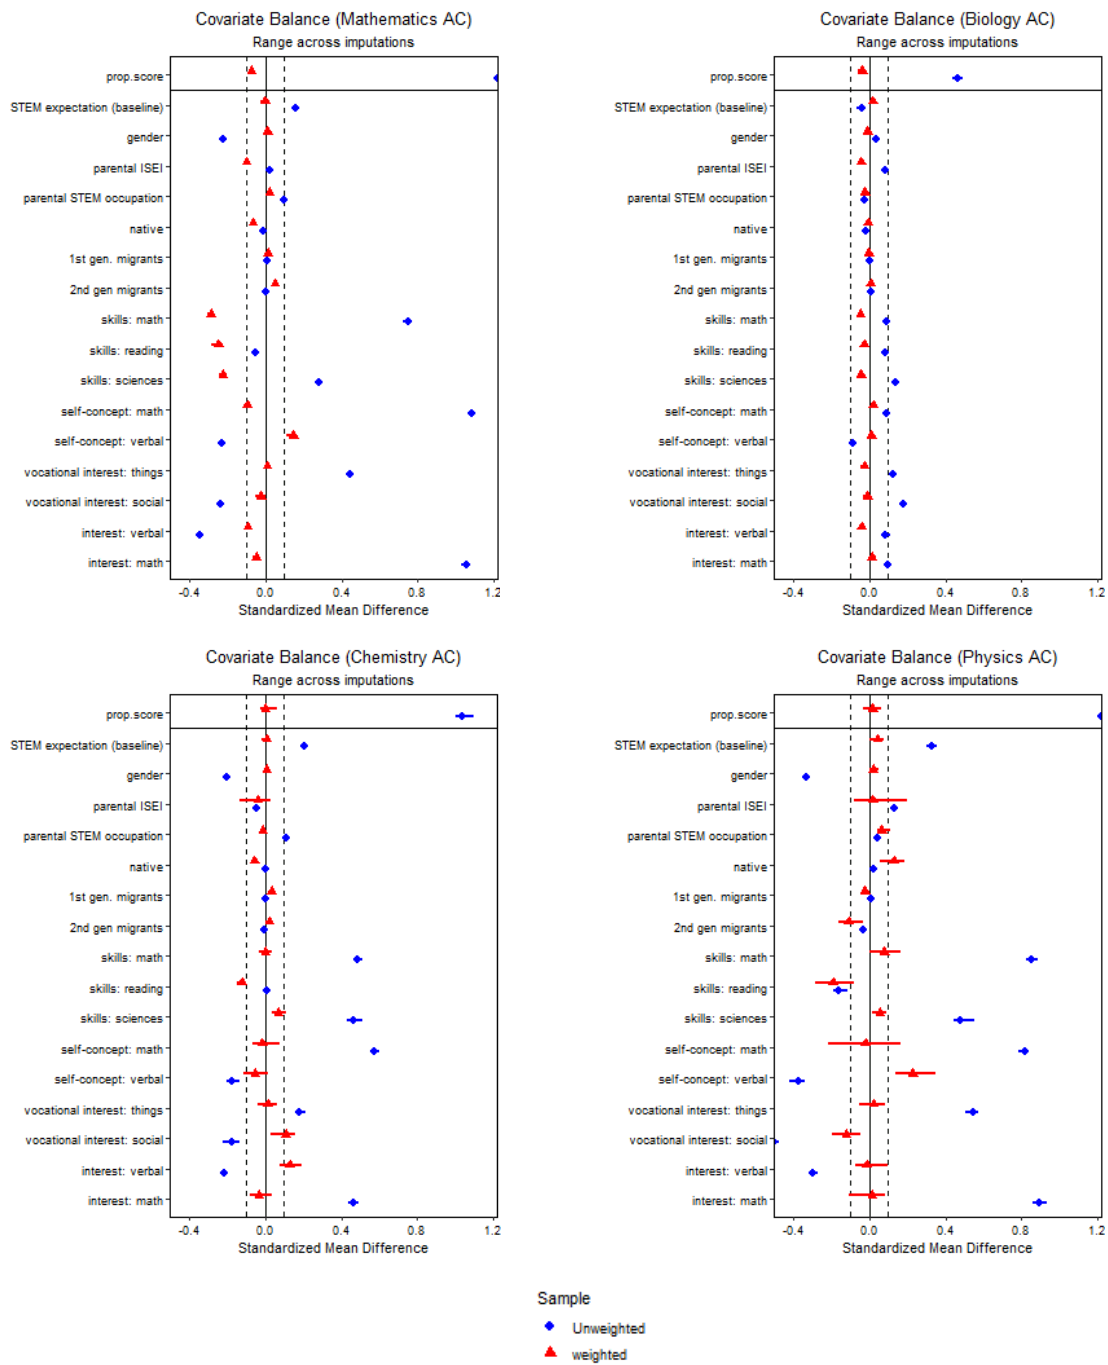 Covariate Balance (Mathematics AC)
Range across imputations
prop.score
STEM expectation (baseline)
gender
parental ISEI
parental STEM occupation
native
1st gen. migrants
2nd gen migrants
skills: math
skills: reading
skills: sciences
self-concept: math
self-concept: verbal
vocational interest: things
vocational interest: social
interest: verbal
interest: math
-0.4 0.0 0.4 0.8 1.2
Standardized Mean Difference
Covariate Balance (Biology AC)
Range across imputations
prop.score
STEM expectation (baseline)
gender
parental ISEI
parental STEM occupation
native
1st gen. migrants
2nd gen migrants
skills: math
skills: reading
skills: sciences
self-concept: math
self-concept: verbal
vocational interest: things
vocational interest: social
interest: verbal
interest: math
-0.4 0.0 0.4 0.8 1.2
Standardized Mean Difference
Covariate Balance (Chemistry AC)
Range across imputations
prop.score
STEM expectation (baseline)
gender
parental ISEI
parental STEM occupation
native
1st gen. migrants
2nd gen migrants
skills: math
skills: reading
skills: sciences
self-concept: math
self-concept: verbal
vocational interest: things
vocational interest: social
interest: verbal
interest: math
-0.4 0.0 0.4 0.8 1.2
Standardized Mean Difference
Covariate Balance (Physics AC)
Range across imputations
prop.score
STEM expectation (baseline)
gender
parental ISEI
parental STEM occupation
native
1st gen. migrants
2nd gen migrants
skills: math
skills: reading
skills: sciences
self-concept: math
self-concept: verbal
vocational interest: things
vocational interest: social
interest: verbal
interest: math
-0.4 0.0 0.4 0.8 1.2
Standardized Mean Difference
Sample
Unweighted
weighted